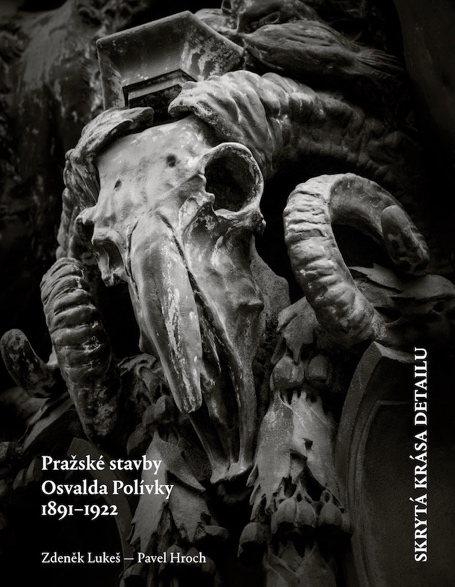 Pražské stavby
Osvalda Polívky
1891–1922
Zdeněk Lukeš — Pavel Hroch
SKRYTÁ KRÁSA DETAILU